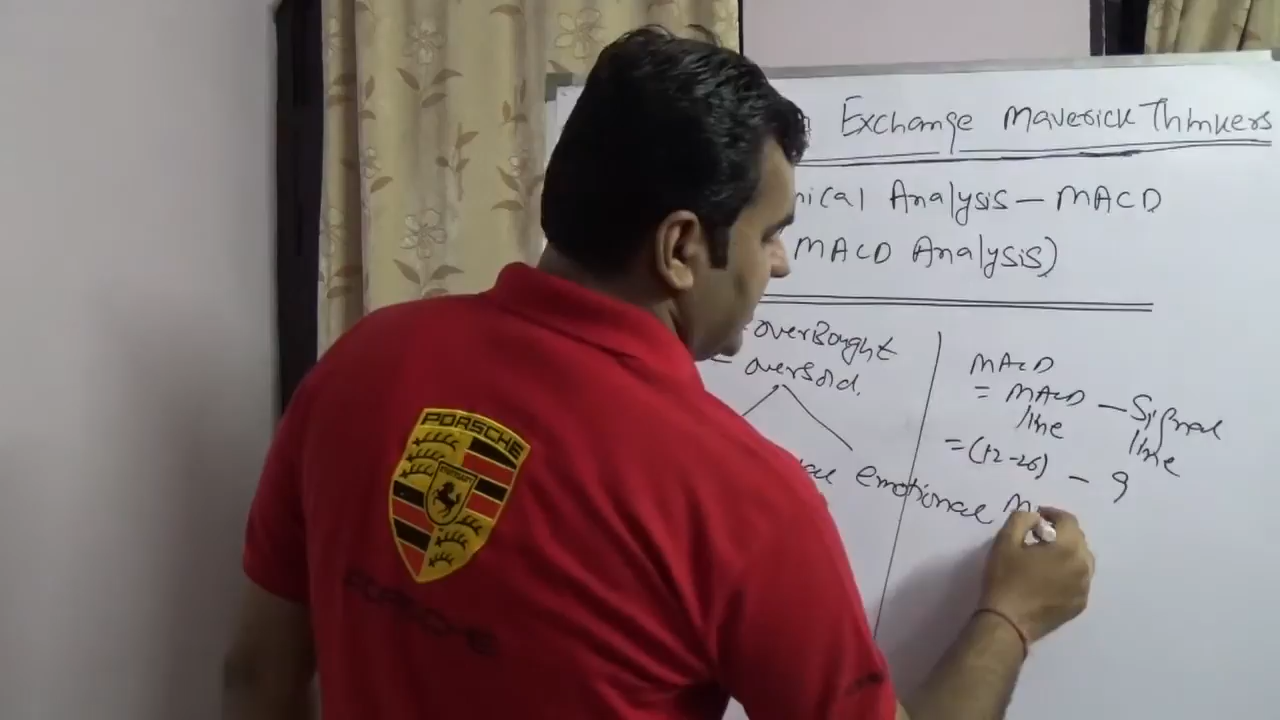 Exchange Maverick Thinkers
nical Analysis - MACD
MACD Analysis)
- overBought
- oversold.
emotional
MACD
= MACD - Signal
line line
= (12-26) - 9
PORSCHE
PORSCHE